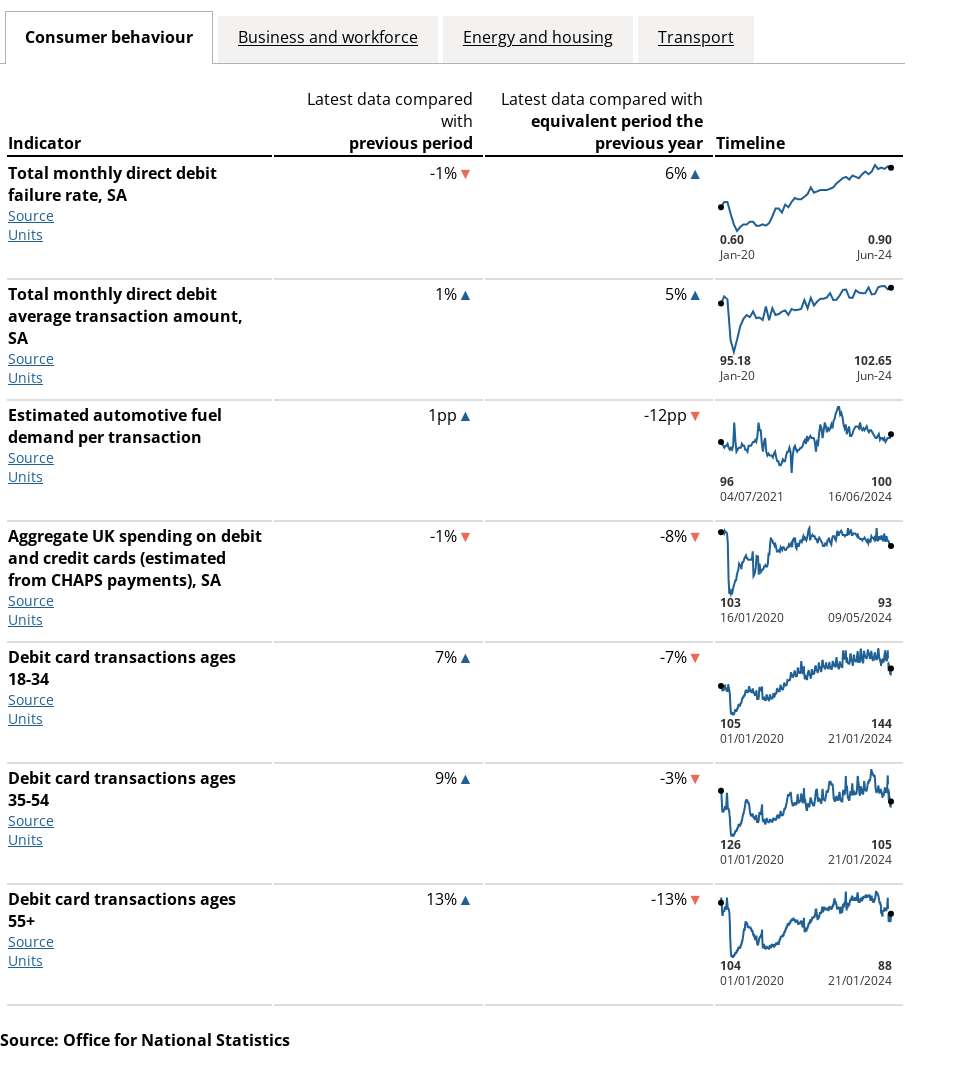 Consumer behaviour
Business and workforce
Energy and housing
Transport
Indicator
Latest data compared
with
previous period
Latest data compared with
equivalent period the
previous year
Timeline
Total monthly direct debit
failure rate, SA
Source
Units
-1% ▼
6% ▲
0.60
0.90
Jan-20
Jun-24
Total monthly direct debit
average transaction amount,
SA
Source
Units
1% ▲
5% ▲
95.18
102.65
Jan-20
Jun-24
Estimated automotive fuel
demand per transaction
Source
Units
1pp ▲
-12pp ▼
96
100
04/07/2021
16/06/2024
Aggregate UK spending on debit
and credit cards (estimated
from CHAPS payments), SA
Source
Units
-1% ▼
-8% ▼
103
93
16/01/2020
09/05/2024
Debit card transactions ages
18-34
Source
Units
7% ▲
-7% ▼
105
144
01/01/2020
21/01/2024
Debit card transactions ages
35-54
Source
Units
9% ▲
-3% ▼
126
105
01/01/2020
21/01/2024
Debit card transactions ages
55+
Source
Units
13% ▲
-13% ▼
104
88
01/01/2020
21/01/2024
Source: Office for National Statistics